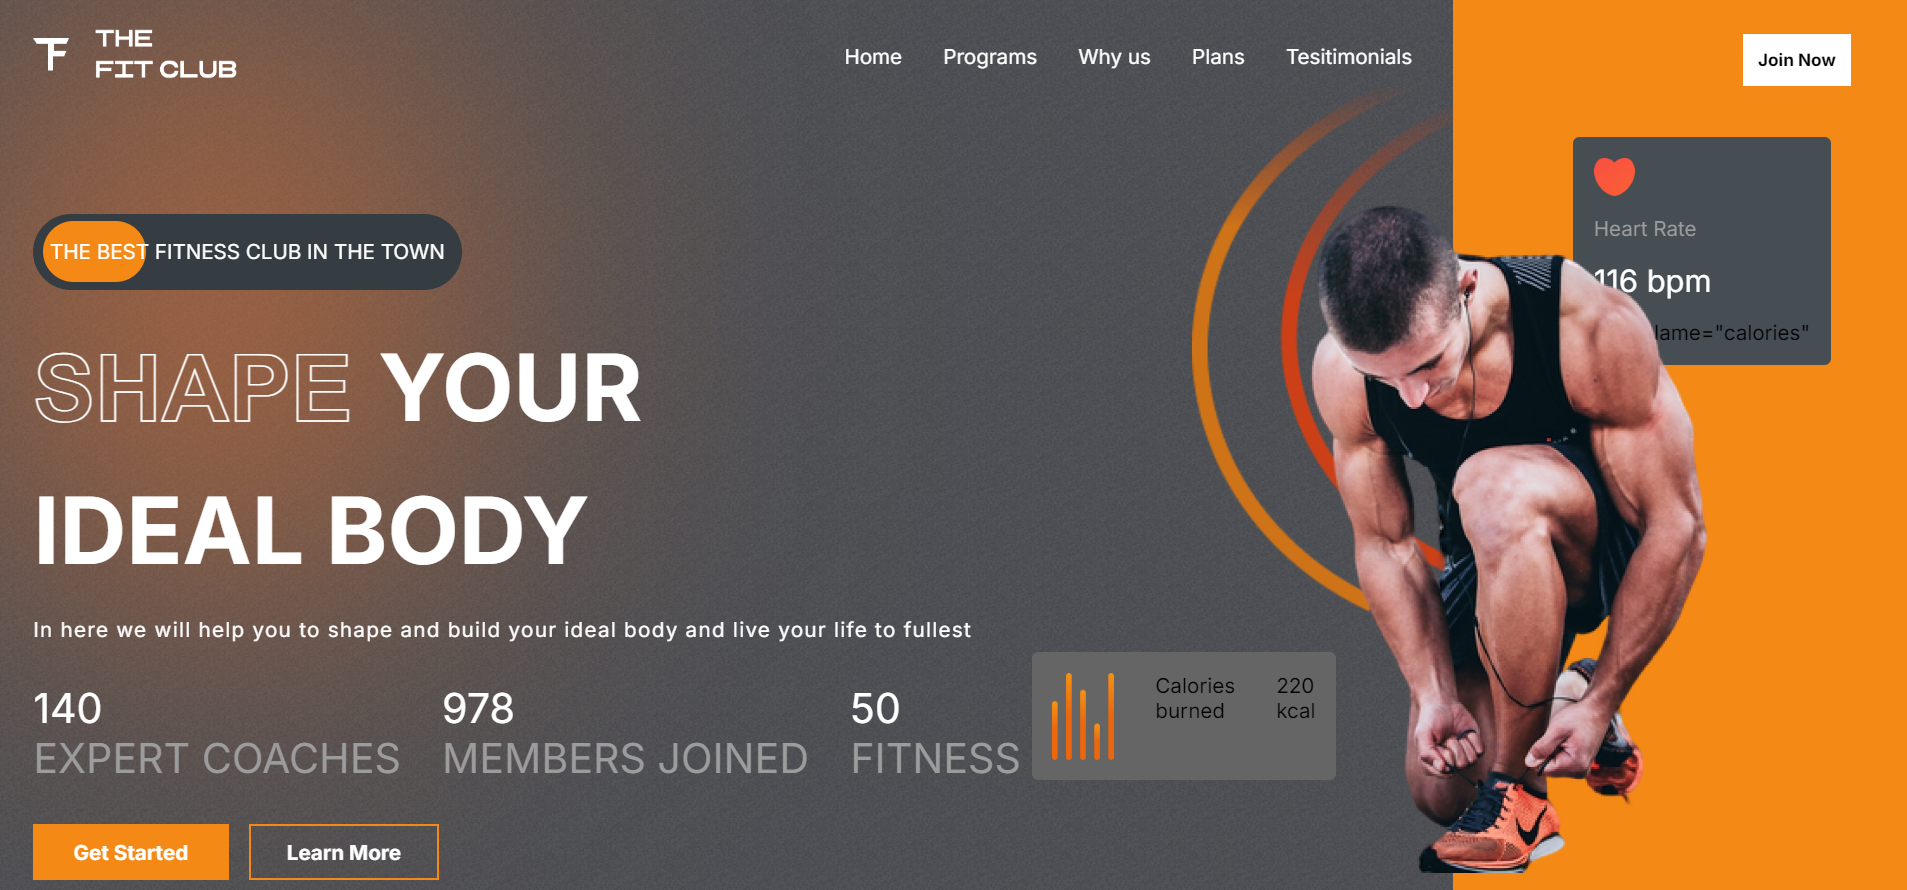 THE
FIT CLUB
Home Programs Why us Plans Tesitimonials
Join Now
Heart Rate
116 bpm
lame="calories"
THE BEST FITNESS CLUB IN THE TOWN
SHAPE YOUR
IDEAL BODY
In here we will help you to shape and build your ideal body and live your life to fullest
140
EXPERT COACHES
978
MEMBERS JOINED
50
FITNESS
Calories
burned
220
kcal
Get Started
Learn More